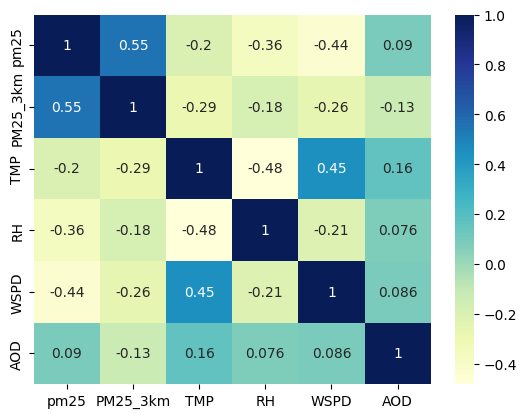 pm25 1 0.55 -0.2 -0.36 -0.44 0.09
PM25_3km 0.55 1 -0.29 -0.18 -0.26 -0.13
TMP -0.2 -0.29 1 -0.48 0.45 0.16
RH -0.36 -0.18 -0.48 1 -0.21 0.076
WSPD -0.44 -0.26 0.45 -0.21 1 0.086
AOD 0.09 -0.13 0.16 0.076 0.086 1
pm25 PM25_3km TMP RH WSPD AOD
1.0
0.8
0.6
0.4
0.2
0.0
−0.2
−0.4